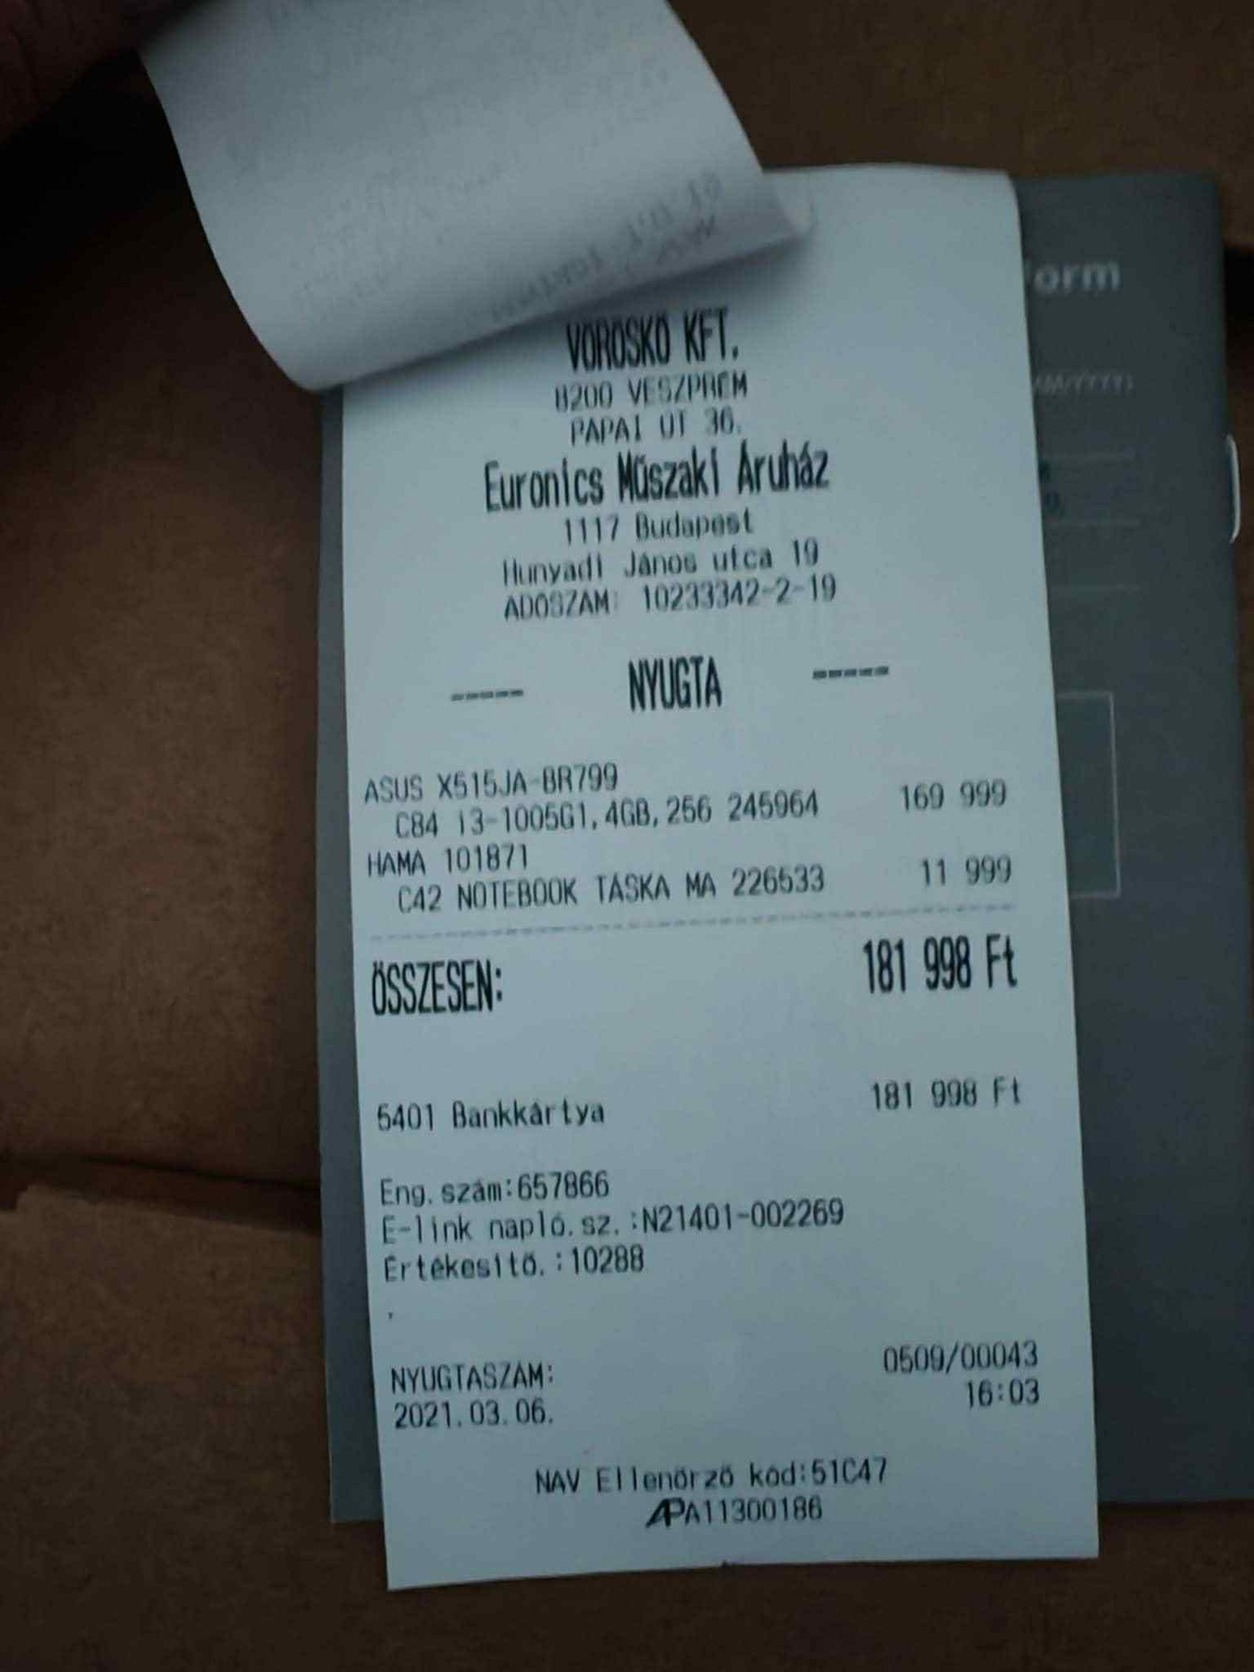 VÖRÖSKŐ KFT.
8200 VESZPRÉM
PÁPAI ÚT 36.
Euronics Műszaki Áruház
1117 Budapest
Hunyadi János utca 19
ADÓSZÁM: 10233342-2-19
----- NYUGTA -----
ASUS X515JA-BR799
C84 i3-1005G1,4GB,256 245964 169 999
HAMA 101871
C42 NOTEBOOK TÁSKA MA 226533 11 999
ÖSSZESEN: 181 998 Ft
5401 Bankkártya 181 998 Ft
Eng.szám:657866
E-link napló.sz.:N21401-002269
Értékesítő.:10288
.
NYUGTASZÁM: 0509/00043
2021.03.06. 16:03
NAV Ellenőrző kód:51C47
APA11300186
orm